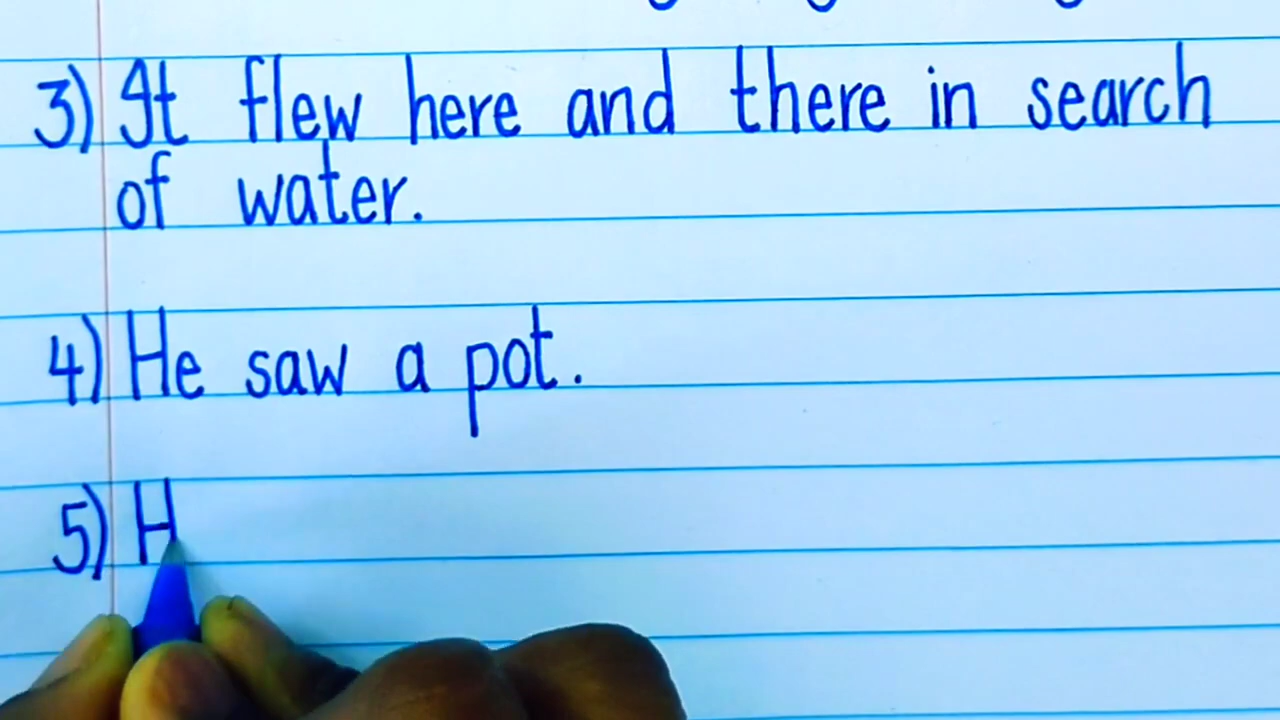 3) It flew here and there in search
of water.
4) He saw a pot.
5) H